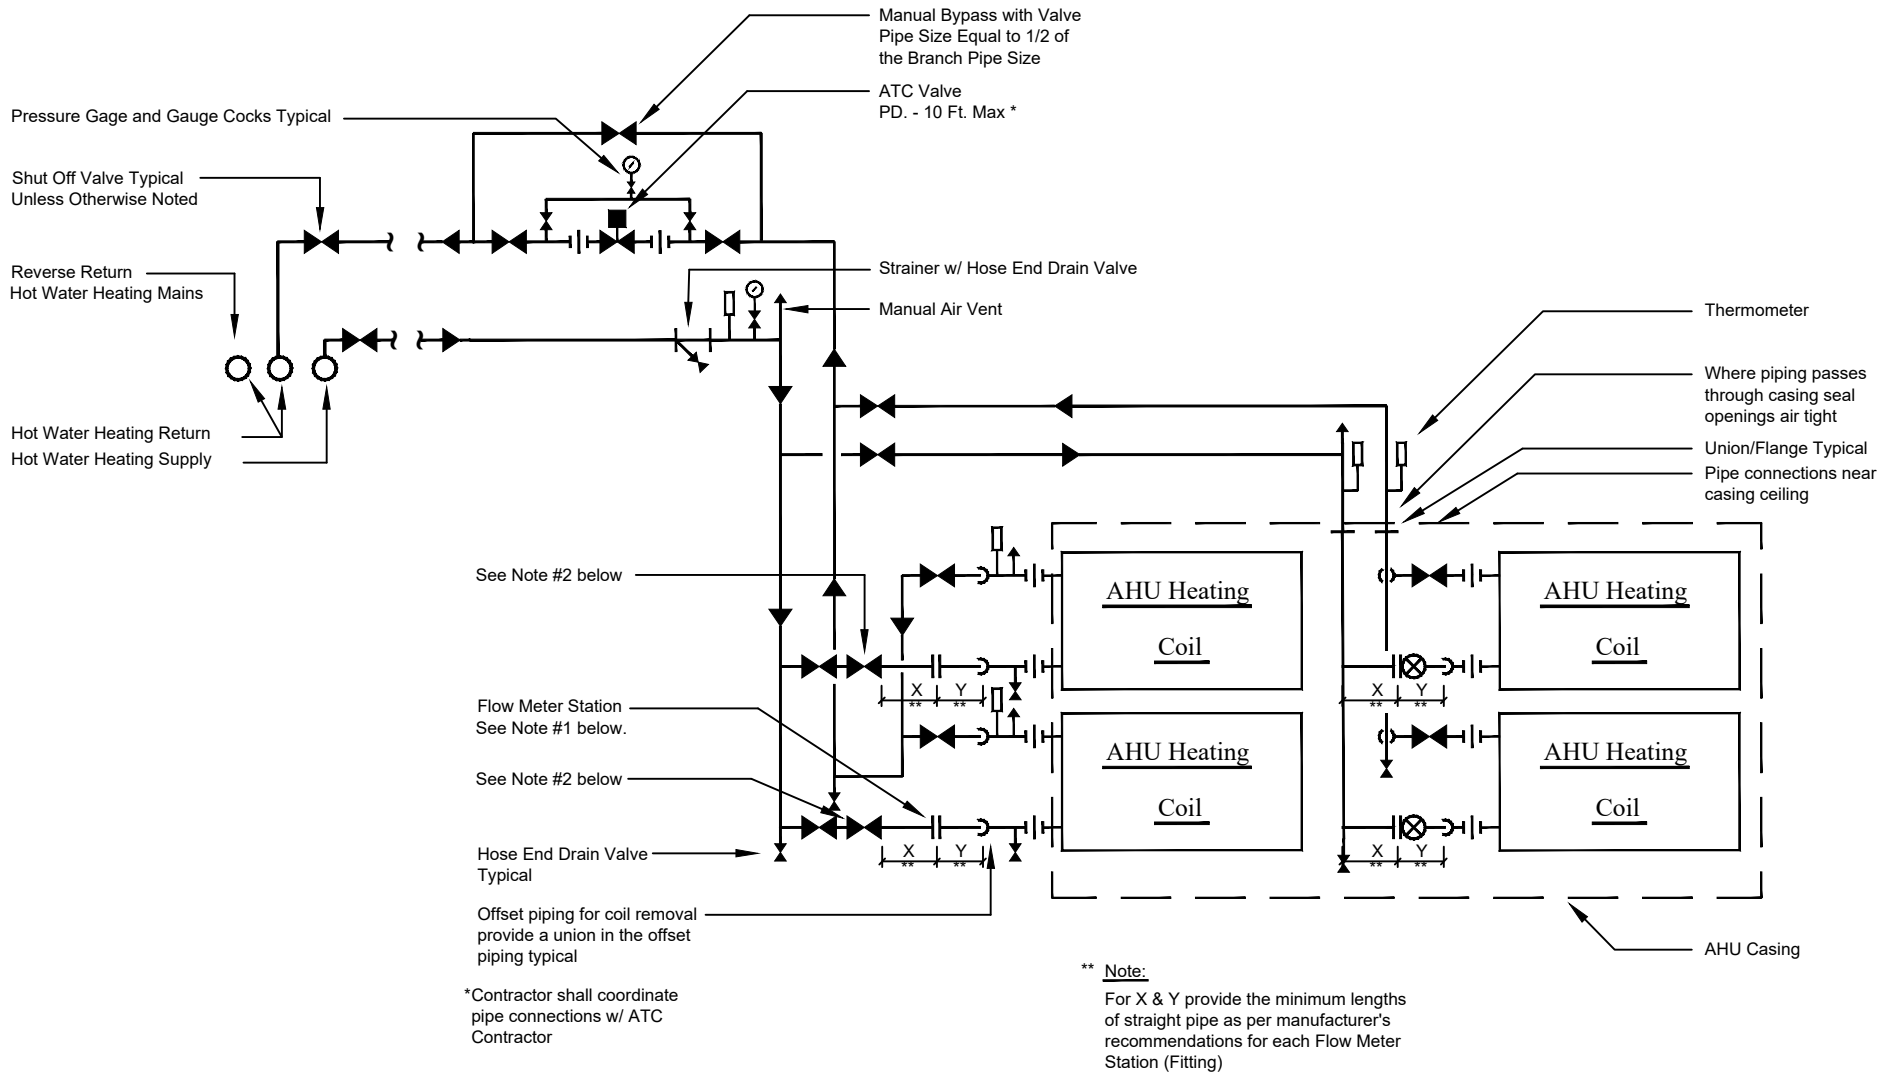 Manual Bypass with Valve
Pipe Size Equal to 1/2 of
the Branch Pipe Size
ATC Valve
PD. - 10 Ft. Max *
Pressure Gage and Gauge Cocks Typical
Shut Off Valve Typical
Unless Otherwise Noted
Reverse Return
Hot Water Heating Mains
Strainer w/ Hose End Drain Valve
Manual Air Vent
Thermometer
Where piping passes
through casing seal
openings air tight
Hot Water Heating Return
Hot Water Heating Supply
Union/Flange Typical
Pipe connections near
casing ceiling
See Note #2 below
AHU Heating
Coil
AHU Heating
Coil
X
**
Y
**
X
**
Y
**
Flow Meter Station
See Note #1 below.
See Note #2 below
AHU Heating
Coil
AHU Heating
Coil
X
**
Y
**
X
**
Y
**
Hose End Drain Valve
Typical
Offset piping for coil removal
provide a union in the offset
piping typical
AHU Casing
*Contractor shall coordinate
pipe connections w/ ATC
Contractor
** Note:
For X & Y provide the minimum lengths
of straight pipe as per manufacturer's
recommendations for each Flow Meter
Station (Fitting)